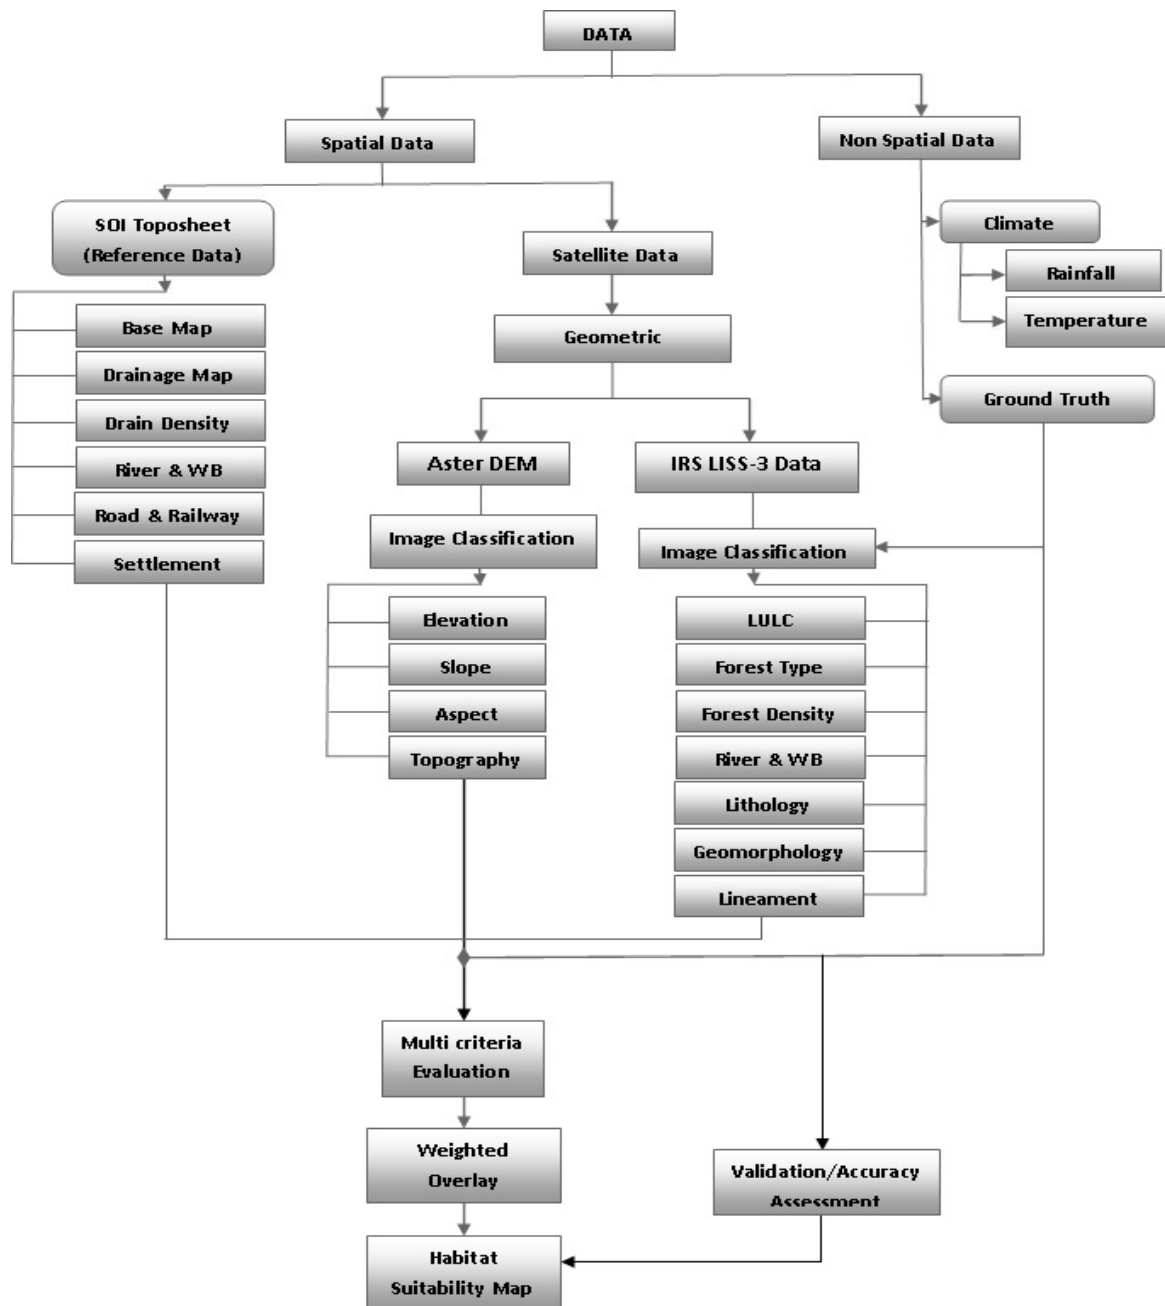 DATA
Spatial Data
Non Spatial Data
SOI Toposheet
(Reference Data)
Satellite Data
Climate
Rainfall
Temperature
Base Map
Geometric
Drainage Map
Ground Truth
Drain Density
Aster DEM
IRS LISS-3 Data
River & WB
Road & Railway
Image Classification
Image Classification
Settlement
Elevation
Slope
Aspect
Topography
LULC
Forest Type
Forest Density
River & WB
Lithology
Geomorphology
Lineament
Multi criteria
Evaluation
Weighted
Overlay
Validation/Accuracy
Assessment
Habitat
Suitability Map